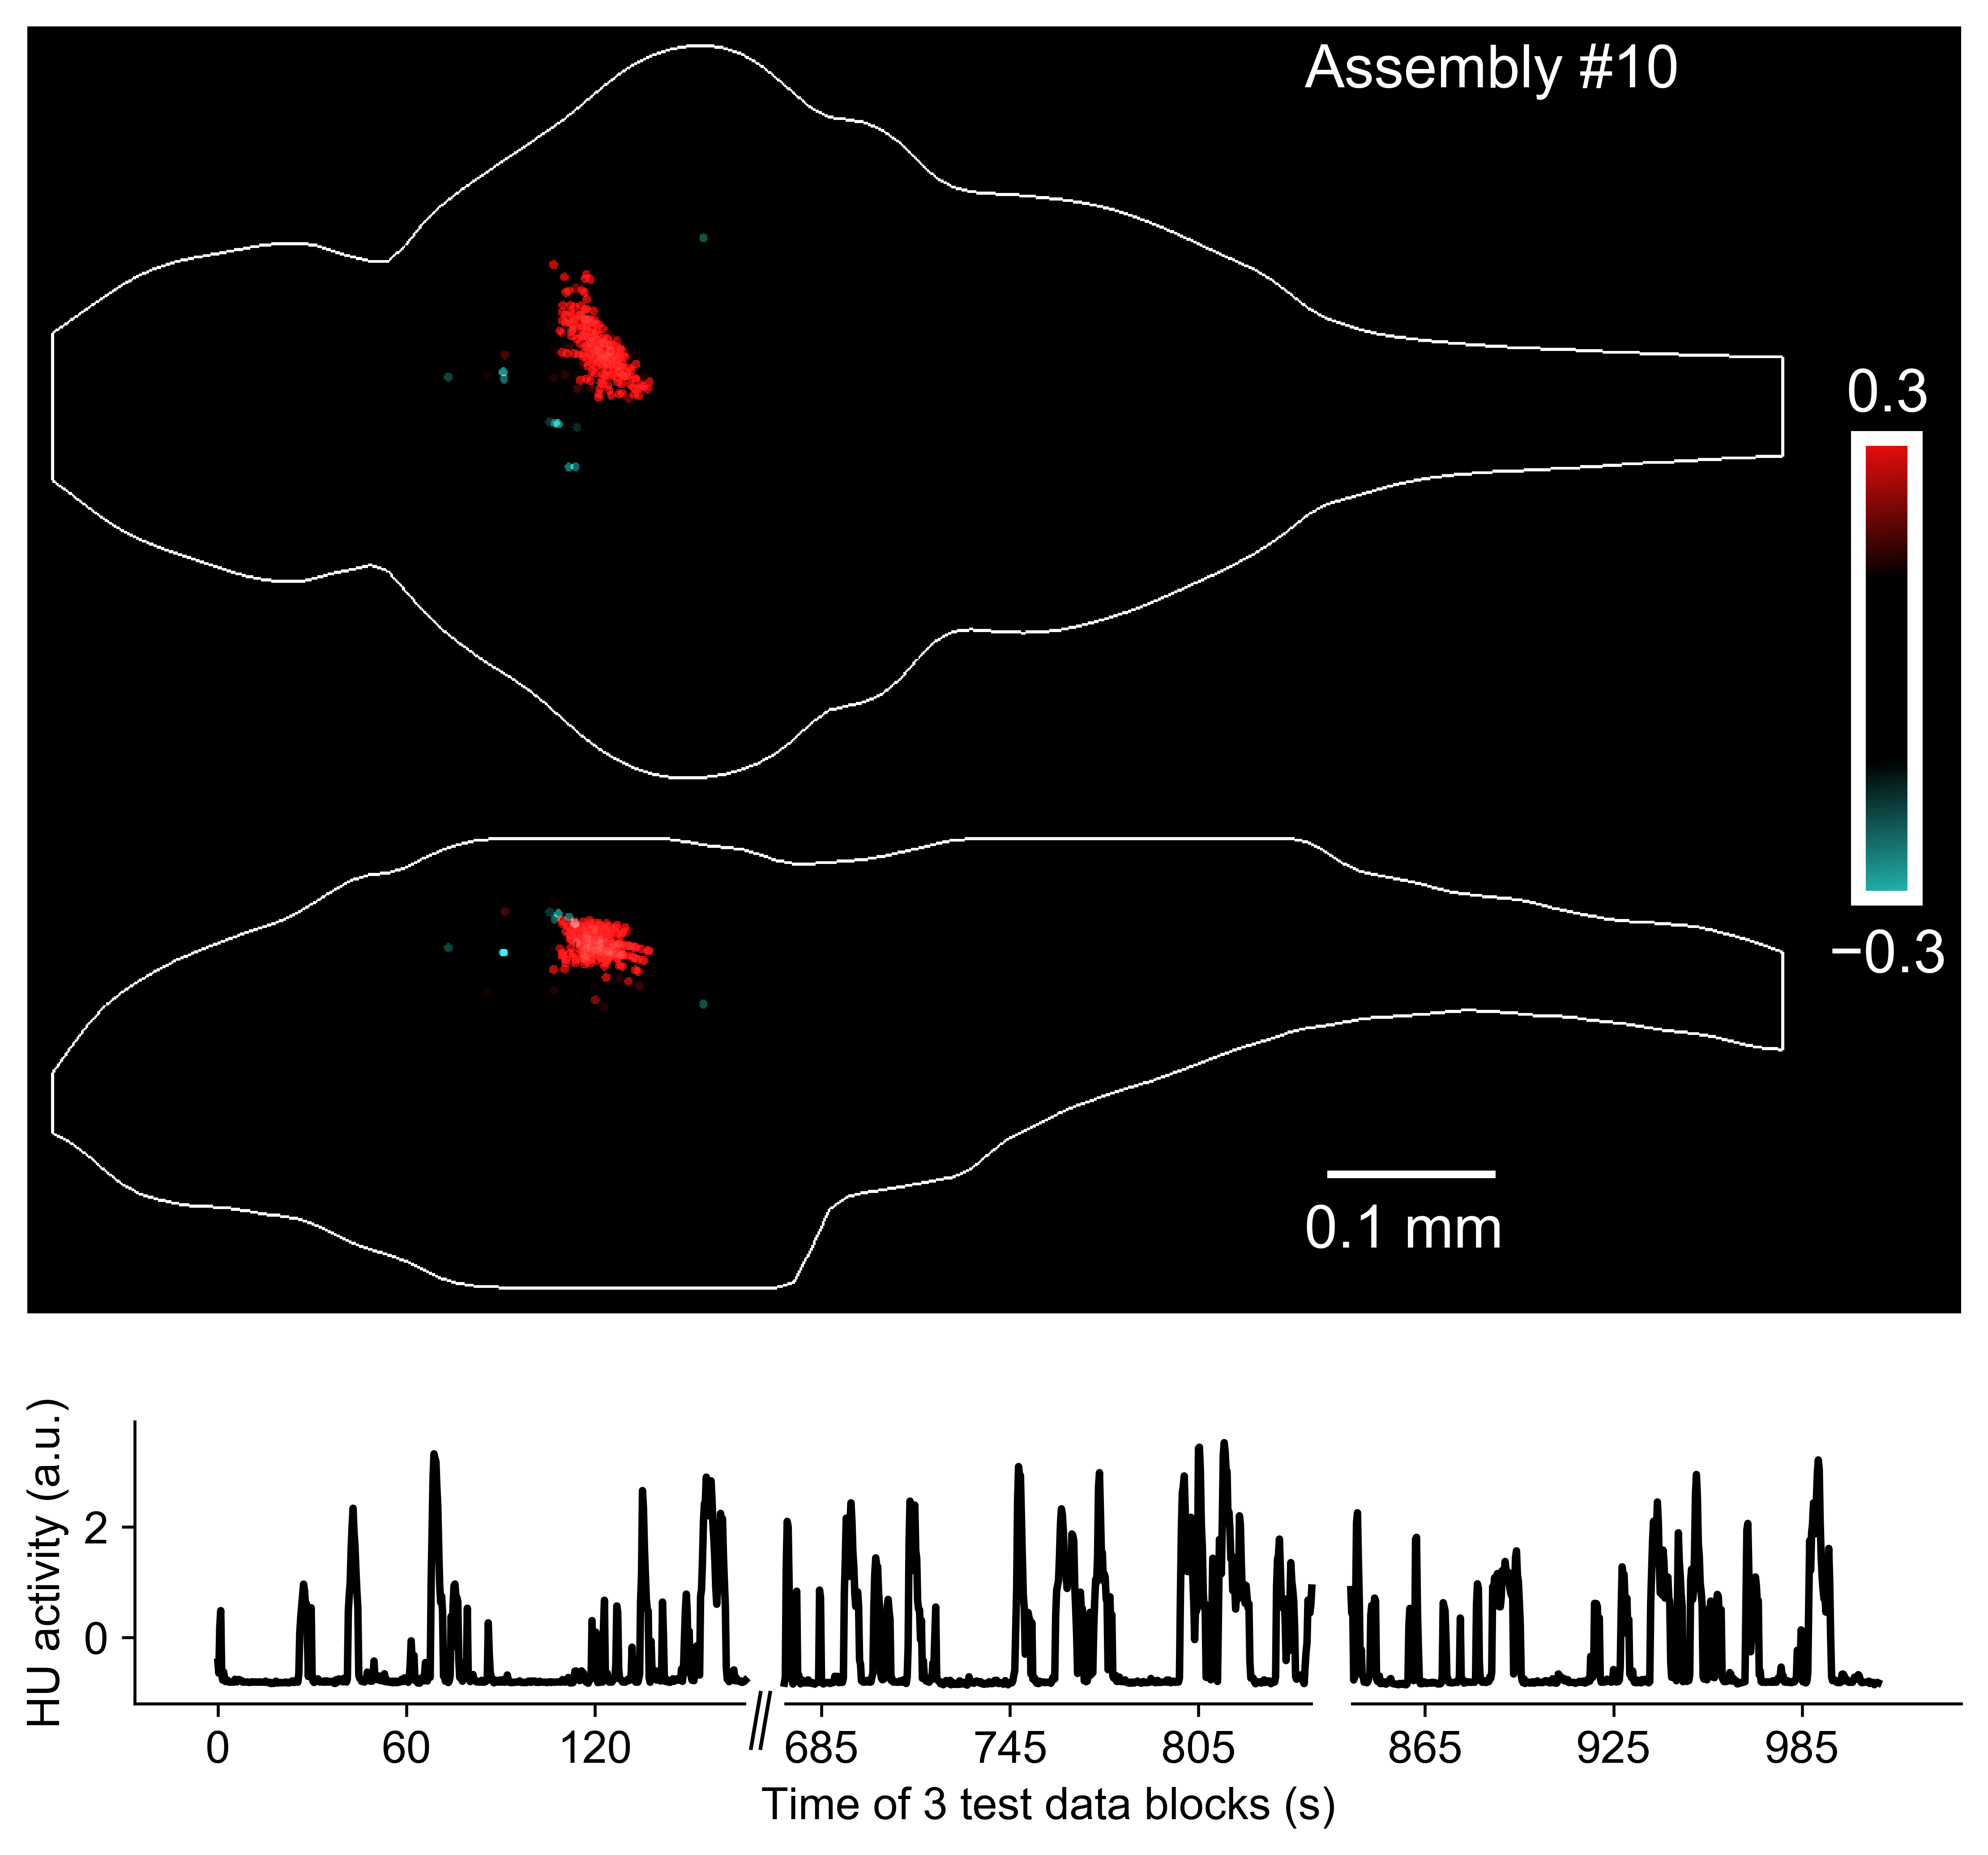 Assembly #10
0.3
−0.3
0.1 mm
HU activity (a.u.)
2
0
0 60 120 685 745 805 865 925 985
Time of 3 test data blocks (s)